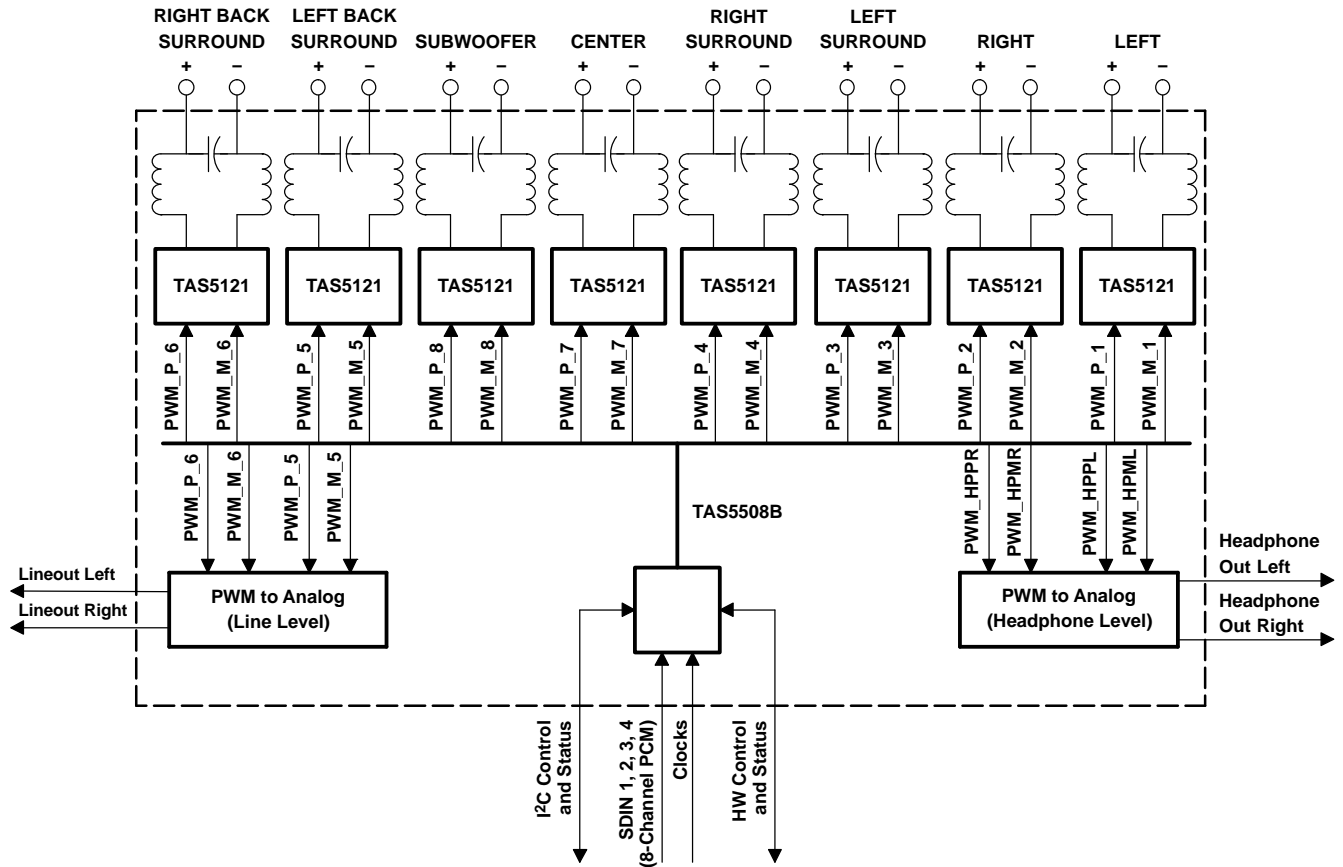 RIGHT BACK
SURROUND
LEFT BACK
SURROUND
SUBWOOFER
CENTER
RIGHT
SURROUND
LEFT
SURROUND
RIGHT
LEFT
+ − + − + − + − + − + − + − + −
TAS5121
TAS5121
TAS5121
TAS5121
TAS5121
TAS5121
TAS5121
TAS5121
PWM_P_6
PWM_M_6
PWM_P_5
PWM_M_5
PWM_P_8
PWM_M_8
PWM_P_7
PWM_M_7
PWM_P_4
PWM_M_4
PWM_P_3
PWM_M_3
PWM_P_2
PWM_M_2
PWM_P_1
PWM_M_1
PWM_P_6
PWM_M_6
PWM_P_5
PWM_M_5
TAS5508B
PWM_HPPR
PWM_HPMR
PWM_HPPL
PWM_HPML
Lineout Left
Lineout Right
PWM to Analog
(Line Level)
PWM to Analog
(Headphone Level)
Headphone
Out Left
Headphone
Out Right
I²C Control
and Status
SDIN 1, 2, 3, 4
(8-Channel PCM)
Clocks
HW Control
and Status